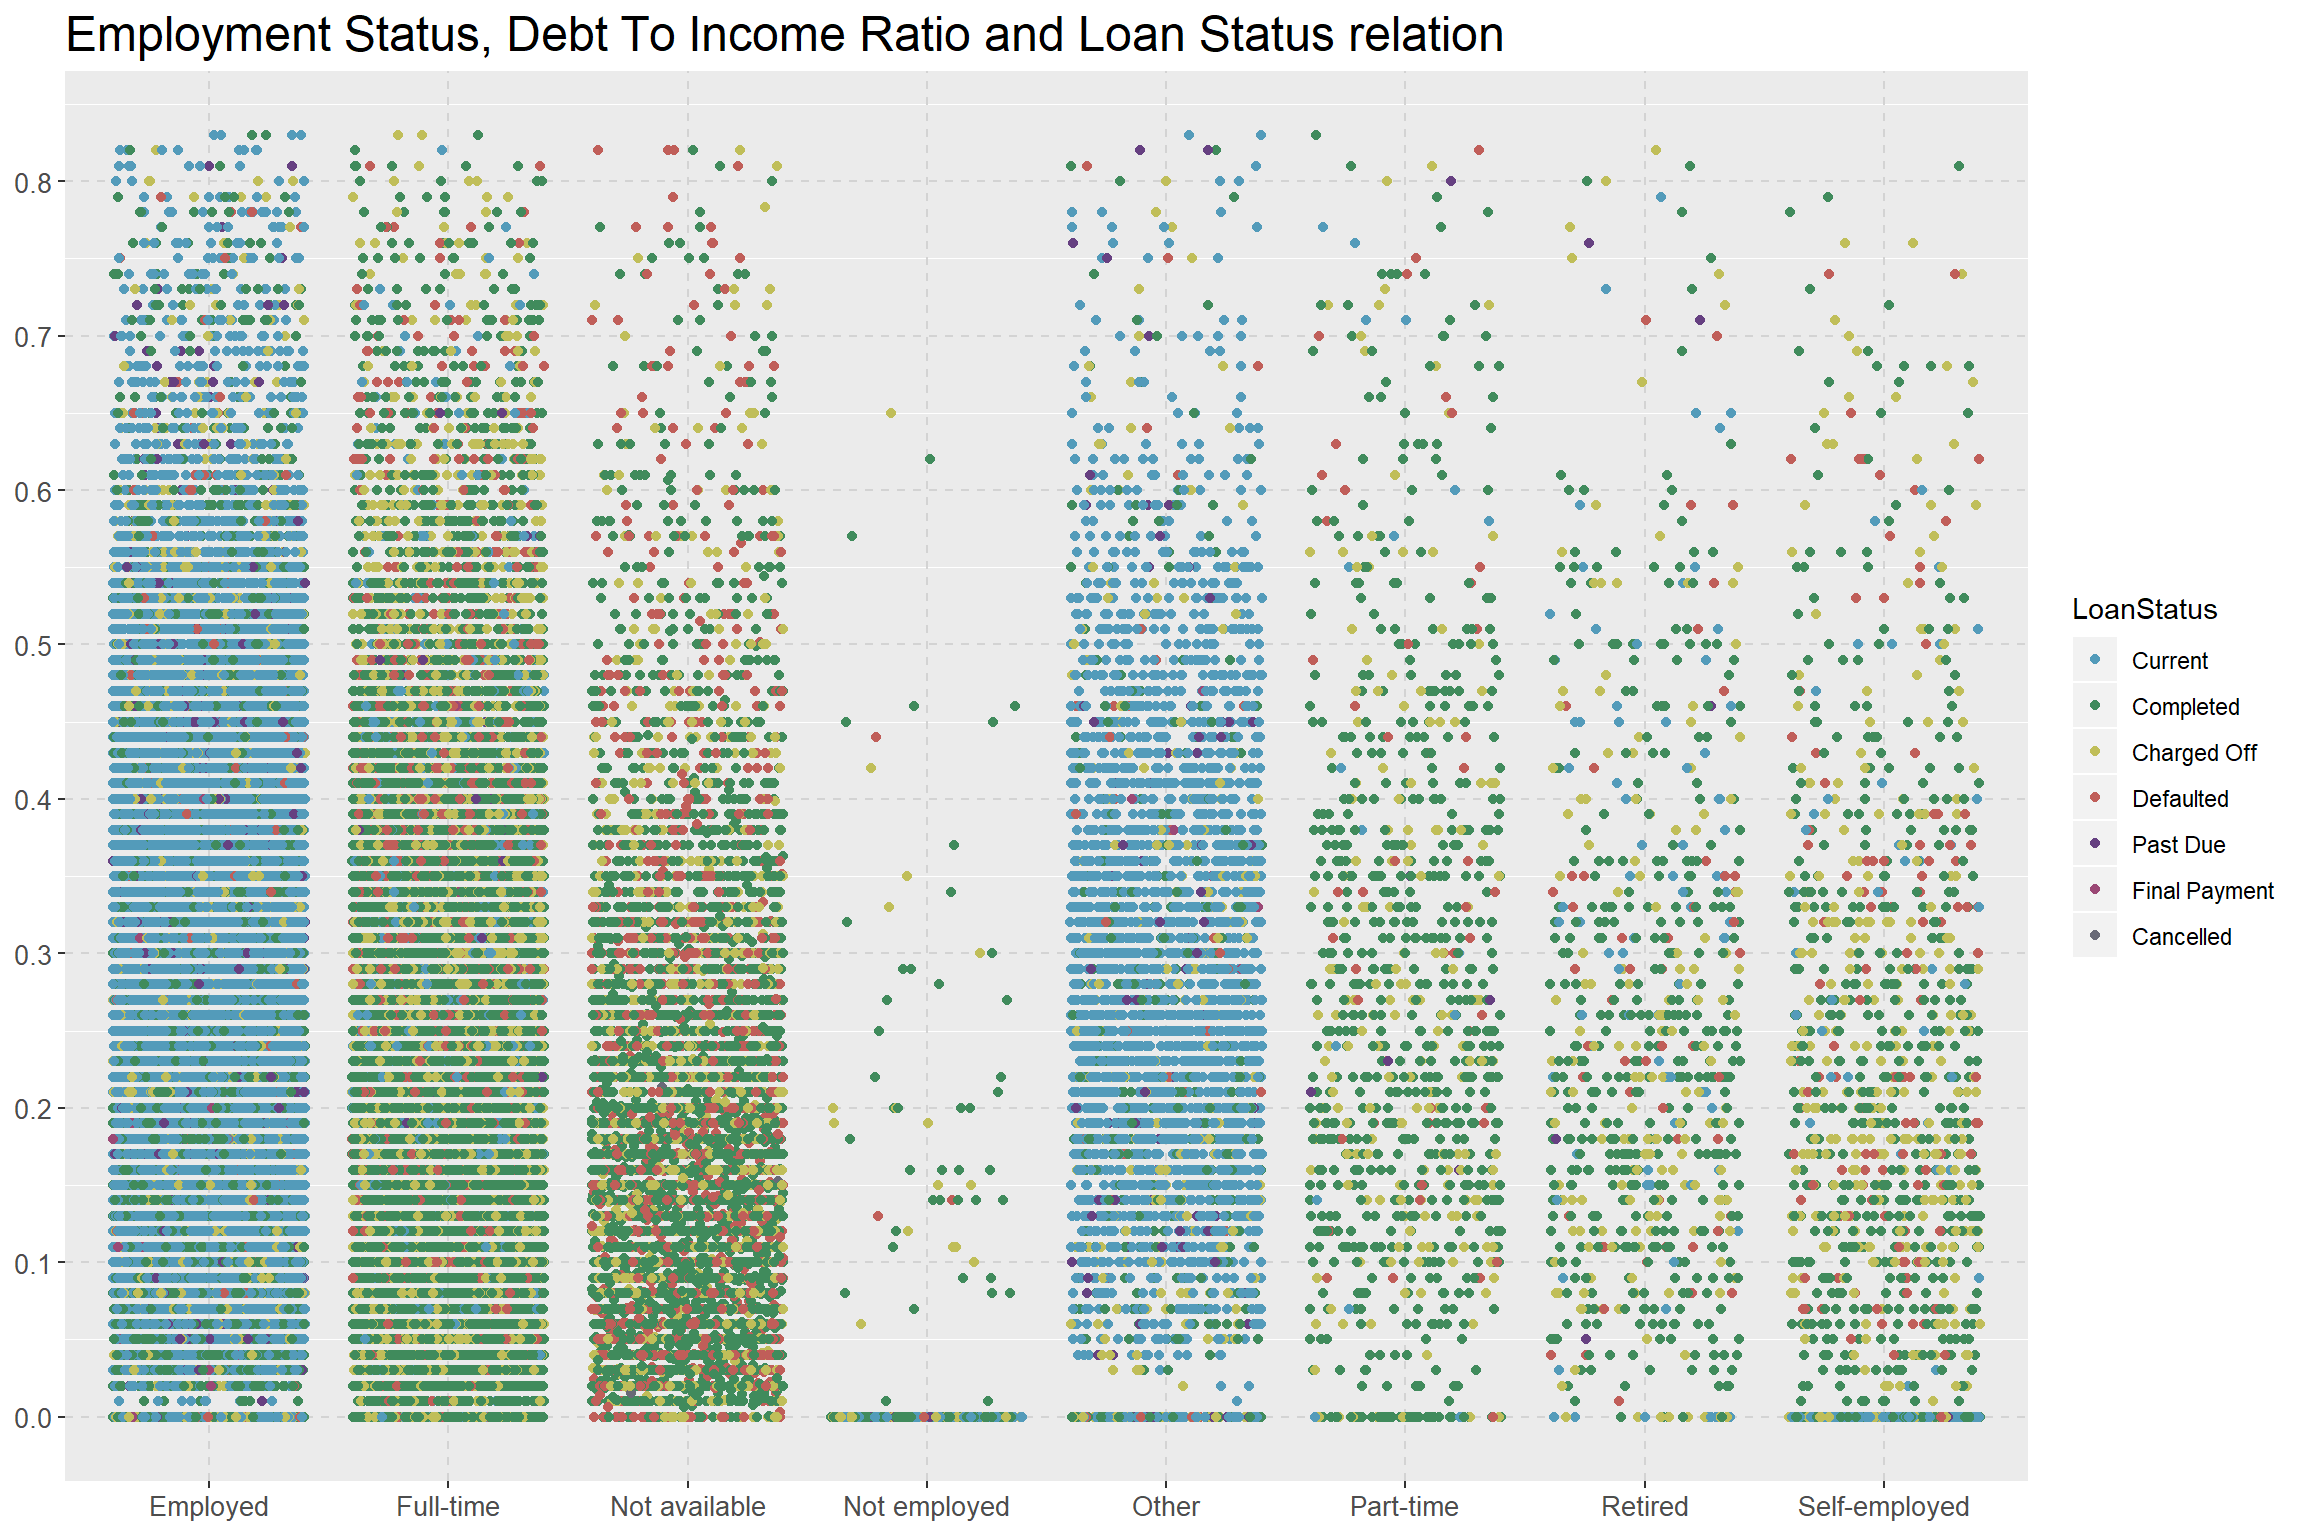 Employment Status, Debt To Income Ratio and Loan Status relation
0.8
0.7
0.6
0.5
0.4
0.3
0.2
0.1
0.0
Employed Full-time Not available Not employed Other Part-time Retired Self-employed
LoanStatus
Current
Completed
Charged Off
Defaulted
Past Due
Final Payment
Cancelled